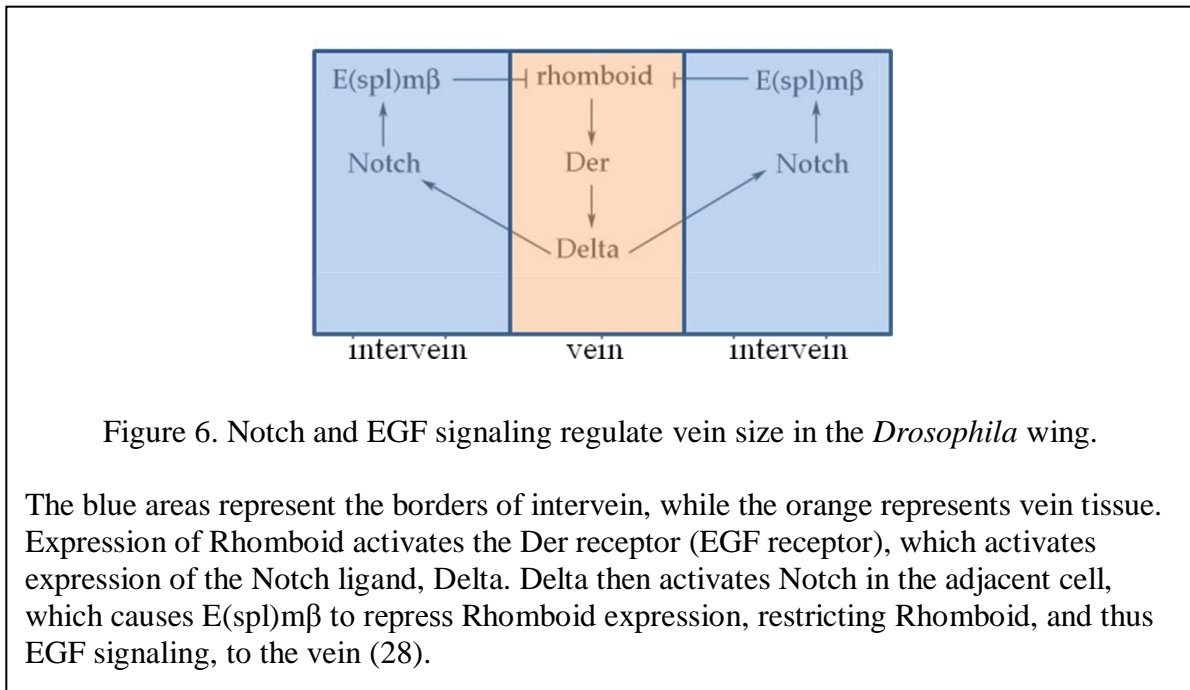 E(spl)mβ rhomboid E(spl)mβ
Notch Der Notch
Delta
intervein vein intervein
Figure 6. Notch and EGF signaling regulate vein size in the Drosophila wing.
The blue areas represent the borders of intervein, while the orange represents vein tissue.
Expression of Rhomboid activates the Der receptor (EGF receptor), which activates
expression of the Notch ligand, Delta. Delta then activates Notch in the adjacent cell,
which causes E(spl)mβ to repress Rhomboid expression, restricting Rhomboid, and thus
EGF signaling, to the vein (28).